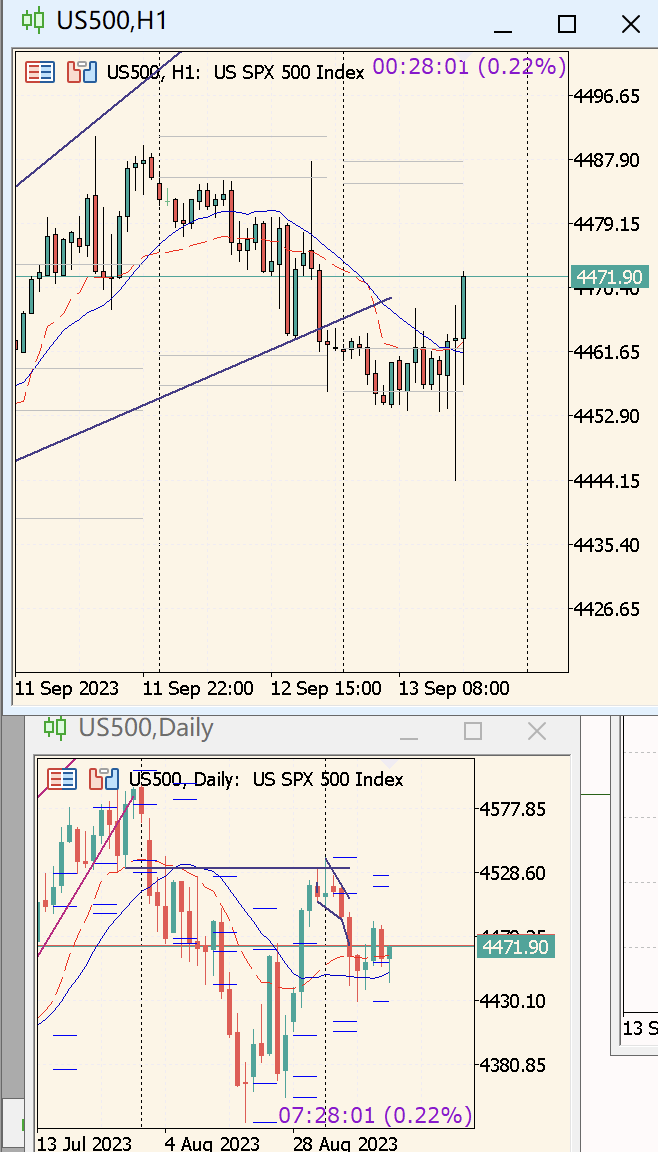 US500,H1
US500, H1: US SPX 500 Index
00:28:01 (0.22%)
4496.65
4487.90
4479.15
4471.90
4461.65
4452.90
4444.15
4435.40
4426.65
11 Sep 2023 11 Sep 22:00 12 Sep 15:00 13 Sep 08:00
US500,Daily
US500, Daily: US SPX 500 Index
4577.85
4528.60
4471.90
4430.10
4380.85
07:28:01 (0.22%)
13 Jul 2023 4 Aug 2023 28 Aug 2023
13 S